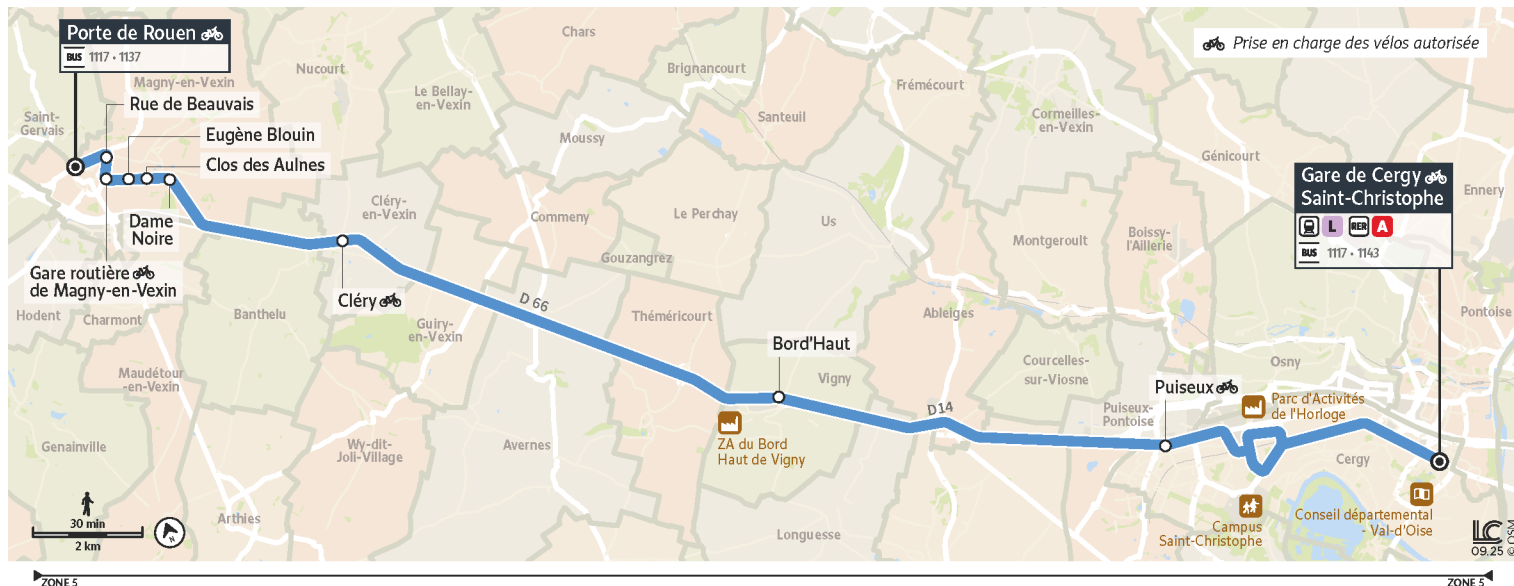 Porte de Rouen
BUS 1117 • 1137
Prise en charge des vélos autorisée
Chars
Nucourt
Magny-en-Vexin
Brignancourt
Le Bellay-
en-Vexin
Frémécourt
Rue de Beauvais
Saint-
Gervais
Santeuil
Cormeilles-
en-Vexin
Eugène Blouin
Moussy
Génicourt
Clos des Aulnes
Gare de Cergy
Saint-Christophe
L RER A
BUS 1117 • 1143
Ennery
Cléry-
en-Vexin
Commeny
Le Perchay
Us
Dame
Noire
Montgeroult
Boissy-
l'Aillerie
Gouzangrez
Gare routière
de Magny-en-Vexin
Cléry
D 66
Hodent
Charmont
Banthelu
Guiry-
en-Vexin
Théméricourt
Ableiges
Pontoise
Bord'Haut
Vigny
Courcelles-
sur-Viosne
Osny
Maudétour
-en-Vexin
Puiseux
Puiseux-
Pontoise
Parc d'Activités
de l'Horloge
D14
Genainville
Wy-dit-
Joli-Village
Avernes
ZA du Bord
Haut de Vigny
Cergy
30 min
2 km
N
Arthies
Longuesse
Campus
Saint-Christophe
Conseil départemental
- Val-d'Oise
LC
09.25 © OSM
ZONE 5
ZONE 5